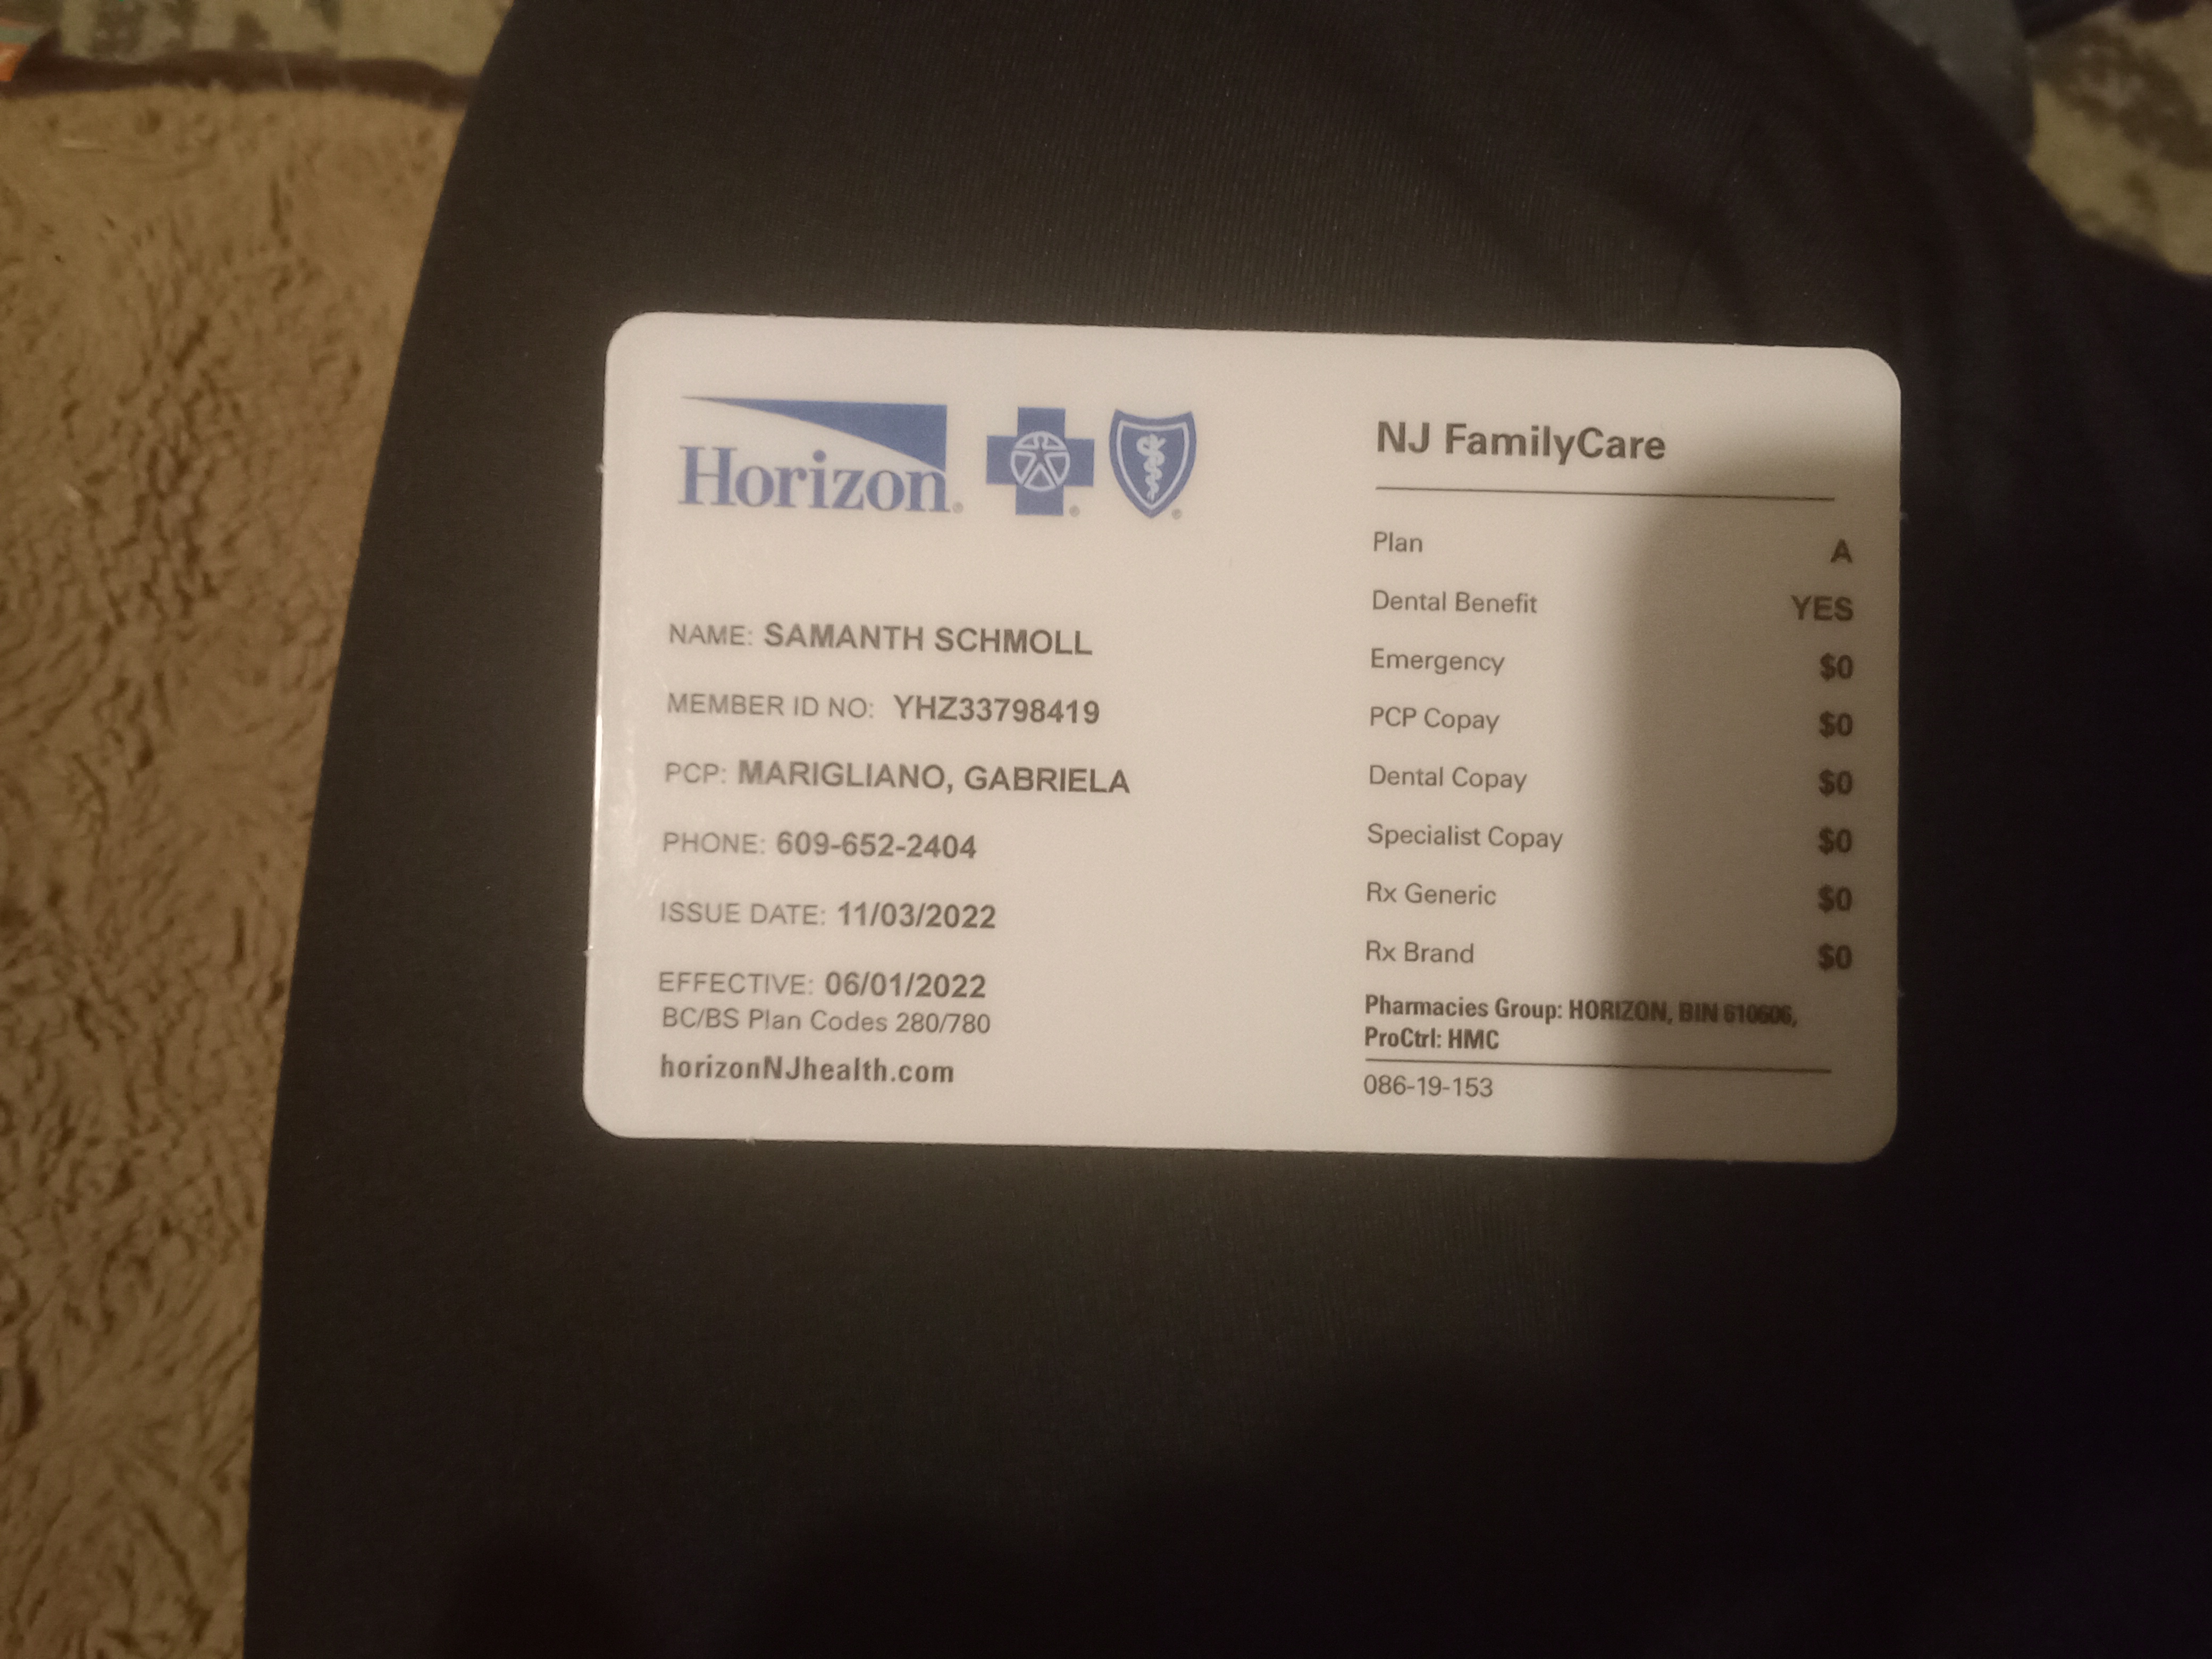 Horizon
NAME: SAMANTH SCHMOLL
MEMBER ID NO: YHZ33798419
PCP: MARIGLIANO, GABRIELA
PHONE: 609-652-2404
ISSUE DATE: 11/03/2022
EFFECTIVE: 06/01/2022
BC/BS Plan Codes 280/780
horizonNJhealth.com
NJ FamilyCare
Plan A
Dental Benefit YES
Emergency $0
PCP Copay $0
Dental Copay $0
Specialist Copay $0
Rx Generic $0
Rx Brand $0
Pharmacies Group: HORIZON, BIN 610606,
ProCtrl: HMC
086-19-153